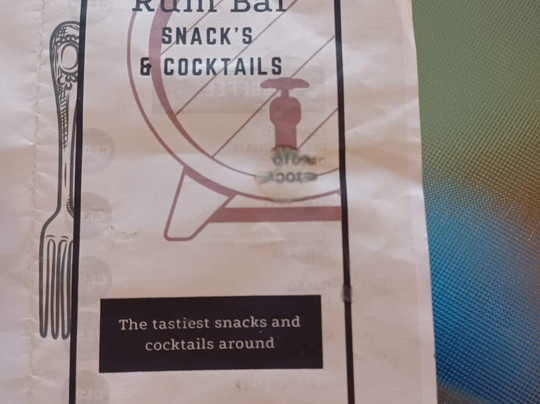 Rum Bar
SNACK'S
& COCKTAILS
The tastiest snacks and
cocktails around